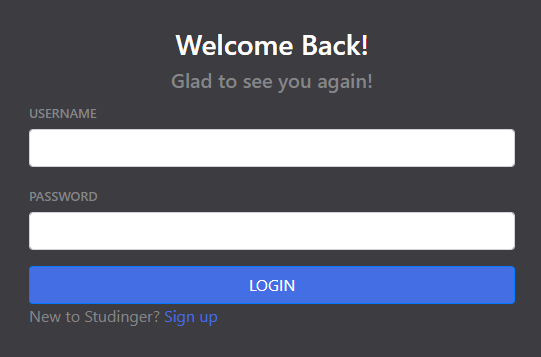 Welcome Back!
Glad to see you again!
USERNAME
PASSWORD
LOGIN
New to Studinger? Sign up